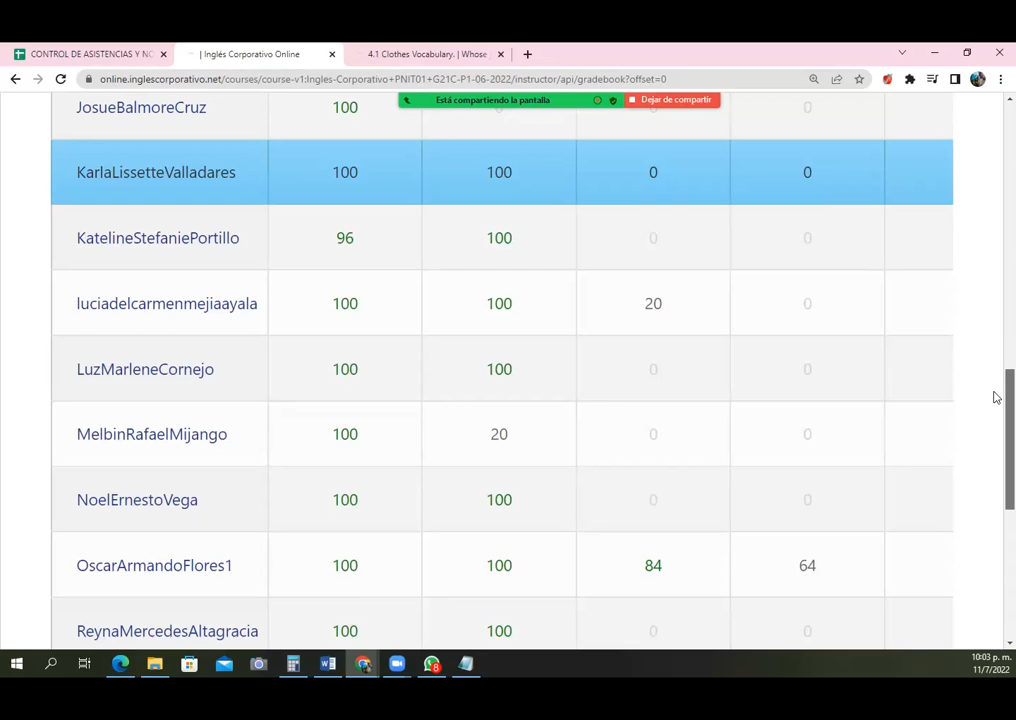 CONTROL DE ASISTENCIAS Y NO
| Inglés Corporativo Online
4.1 Clothes Vocabulary. | Whose
online.inglescorporativo.net/courses/course-v1:Ingles-Corporativo+PNIT01+G21C-P1-06-2022/instructor/api/gradebook?offset=0
Está compartiendo la pantalla
Dejar de compartir
JosueBalmoreCruz 100 0 0 0
KarlaLissetteValladares 100 100 0 0
KatelineStefaniePortillo 96 100 0 0
luciadelcarmenmejiaayala 100 100 20 0
LuzMarleneCornejo 100 100 0 0
MelbinRafaelMijango 100 20 0 0
NoelErnestoVega 100 100 0 0
OscarArmandoFlores1 100 100 84 64
ReynaMercedesAltagracia 100 100 0 0
8
10:03 p. m.
11/7/2022